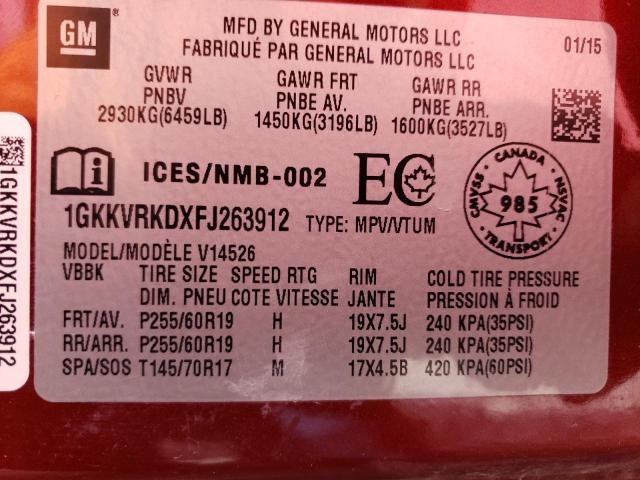 GM
MFD BY GENERAL MOTORS LLC
FABRIQUÉ PAR GENERAL MOTORS LLC
01/15
GVWR GAWR FRT GAWR RR
PNBV PNBE AV. PNBE ARR.
2930KG(6459LB) 1450KG(3196LB) 1600KG(3527LB)
i ICES/NMB-002 EC
CANADA
CMVSS 985 NSVAC
TRANSPORT
1GKKVRKDXFJ263912 TYPE: MPV/VTUM
MODEL/MODÈLE V14526
VBBK TIRE SIZE SPEED RTG RIM COLD TIRE PRESSURE
DIM. PNEU COTE VITESSE JANTE PRESSION À FROID
FRT/AV. P255/60R19 H 19X7.5J 240 KPA(35PSI)
RR/ARR. P255/60R19 H 19X7.5J 240 KPA(35PSI)
SPA/SOS T145/70R17 M 17X4.5B 420 KPA(60PSI)
1GKKVRKDXFJ263912